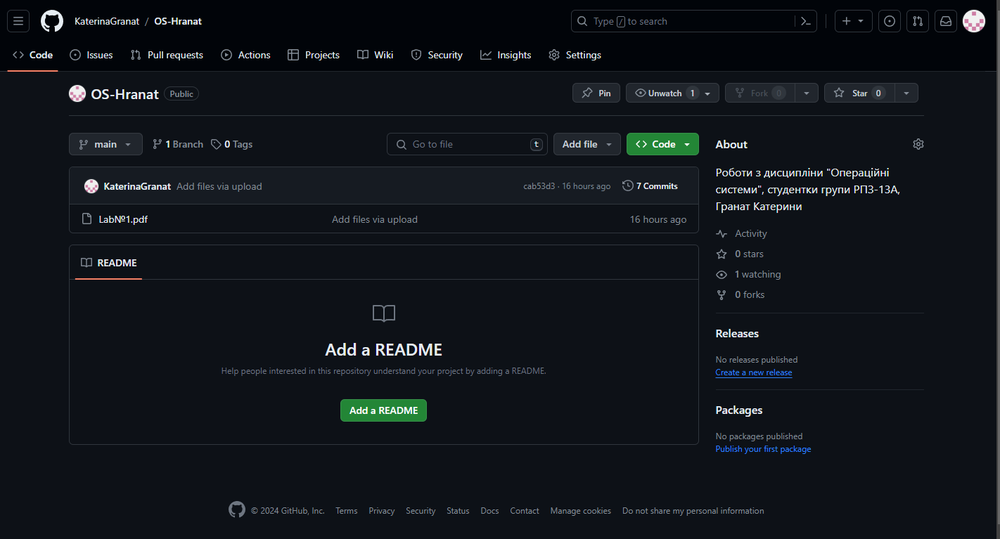 KaterinaGranat / OS-Hranat
Type / to search
Code Issues Pull requests Actions Projects Wiki Security Insights Settings
OS-Hranat Public
Pin Unwatch 1 Fork 0 Star 0
main 1 Branch 0 Tags Go to file t Add file Code
KaterinaGranat Add files via upload cab53d3 · 16 hours ago 7 Commits
Lab№1.pdf Add files via upload 16 hours ago
README
Add a README
Help people interested in this repository understand your project by adding a README.
Add a README
About
Роботи з дисципліни "Операційні
системи", студентки групи РПЗ-13А,
Гранат Катерини
Activity
0 stars
1 watching
0 forks
Releases
No releases published
Create a new release
Packages
No packages published
Publish your first package
© 2024 GitHub, Inc. Terms Privacy Security Status Docs Contact Manage cookies Do not share my personal information